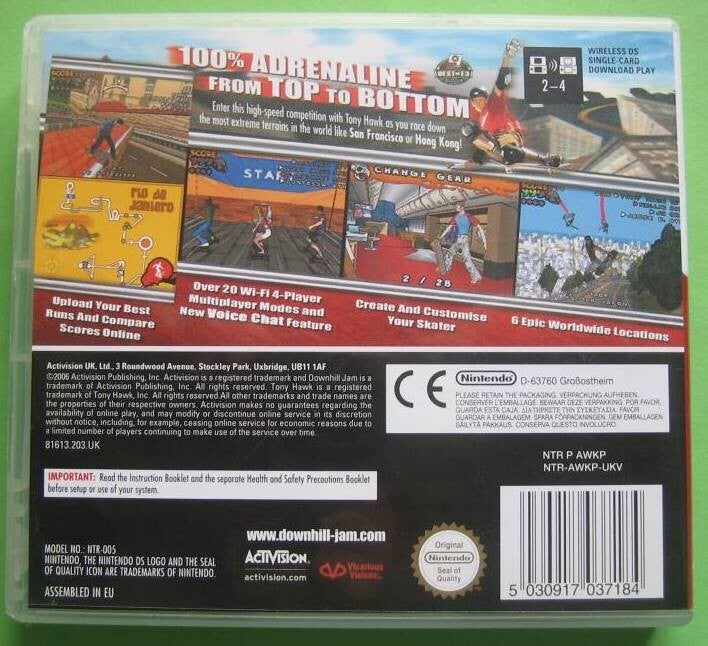 100% ADRENALINE
FROM TOP TO BOTTOM
Enter this high-speed competition with Tony Hawk as you race down
the most extreme terrains in the world like San Francisco or Hong Kong!
WIRELESS DS
SINGLE-CARD
DOWNLOAD PLAY
2-4
SCORE
RIO DE
JANIERO
SCORE
START
CHANGE GEAR
2 / 28
Upload Your Best
Runs And Compare
Scores Online
Over 20 Wi-Fi 4-Player
Multiplayer Modes and
New Voice Chat Feature
Create And Customise
Your Skater
6 Epic Worldwide Locations
Activision UK, Ltd., 3 Roundwood Avenue, Stockley Park, Uxbridge, UB11 1AF
©2006 Activision Publishing, Inc. Activision is a registered trademark and Downhill Jam is a
trademark of Activision Publishing, Inc. All rights reserved. Tony Hawk is a registered
trademark of Tony Hawk, Inc. All rights reserved All other trademarks and trade names are
the properties of their respective owners. Activision makes no guarantees regarding the
availability of online play, and may modify or discontinue online service in its discretion
without notice, including, for example, ceasing online service for economic reasons due to
a limited number of players continuing to make use of the service over time.
81613.203.UK
CE
Nintendo D-63760 Großostheim
PLEASE RETAIN THE PACKAGING. VERPACKUNG AUFHEBEN.
CONSERVER L'EMBALLAGE. BEWAAR DEZE VERPAKKING. POR FAVOR,
GUARDA ESTA CAJA. ΔΙΑΤΗΡΗΣΤΕ ΤΗΝ ΣΥΣΚΕΥΑΣΙΑ. FAVOR
GUARDAR A EMBALAGEM. SPARA FÖRPACKNINGEN. GEM EMBALLAGEN.
SÄILYTÄ PAKKAUS. CONSERVA QUESTO INVOLUCRO.
NTR P AWKP
NTR-AWKP-UKV
IMPORTANT: Read the Instruction Booklet and the separate Health and Safety Precautions Booklet
before setup or use of your system.
www.downhill-jam.com
MODEL NO.: NTR-005
NINTENDO, THE NINTENDO DS LOGO AND THE SEAL
OF QUALITY ICON ARE TRADEMARKS OF NINTENDO.
ASSEMBLED IN EU
ACTIVISION
activision.com
Vicarious
Visions
Original
Nintendo
Seal of
Quality
5 030917 037184